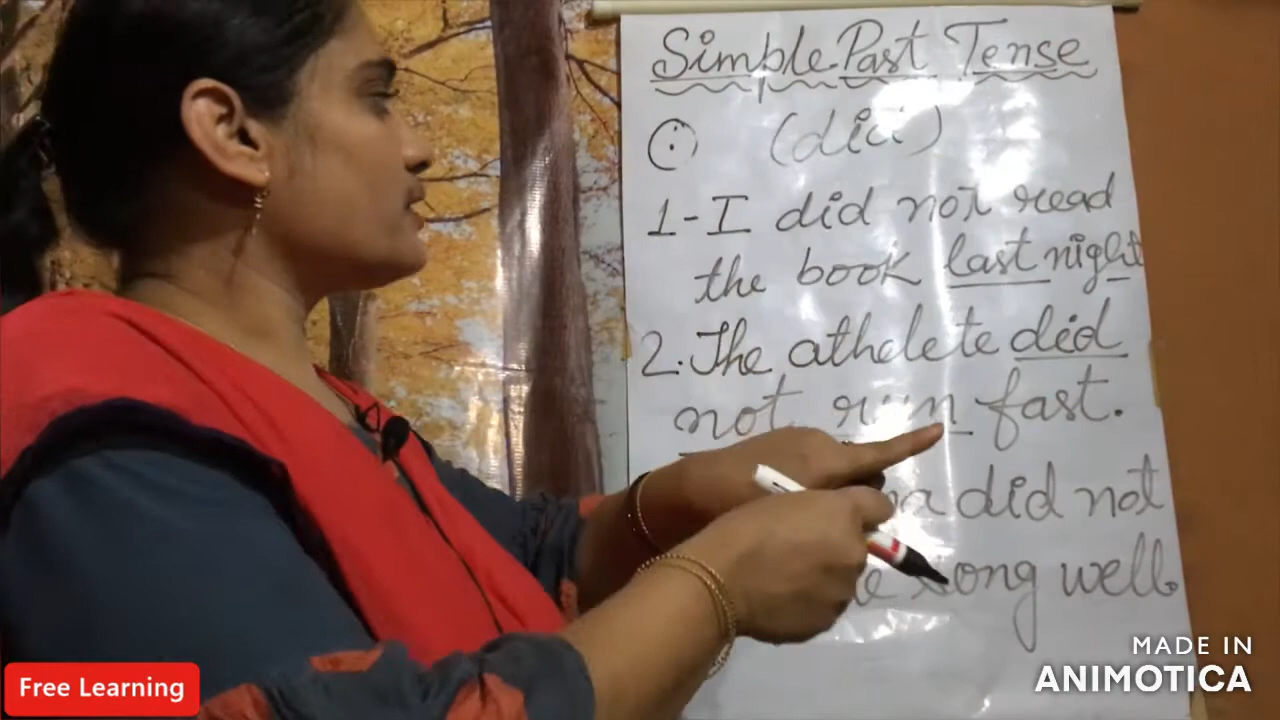 Simple Past Tense
(did)
1-I did not read
the book last night
2. The athelete did
not run fast.
did not
song well.
Free Learning
MADE IN
ANIMOTICA